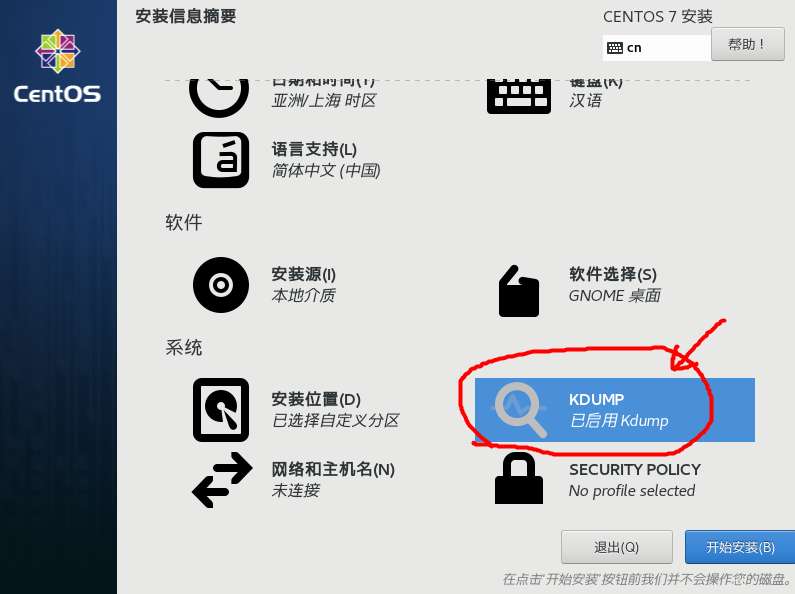 安装信息摘要
CENTOS 7 安装
cn
帮助！
CentOS
日期和时间(T)
亚洲/上海 时区
键盘(K)
汉语
语言支持(L)
简体中文 (中国)
软件
安装源(I)
本地介质
软件选择(S)
GNOME 桌面
系统
安装位置(D)
已选择自定义分区
KDUMP
已启用 Kdump
网络和主机名(N)
未连接
SECURITY POLICY
No profile selected
退出(Q)
开始安装(B)
在点击"开始安装"按钮前我们并不会操作您的磁盘。